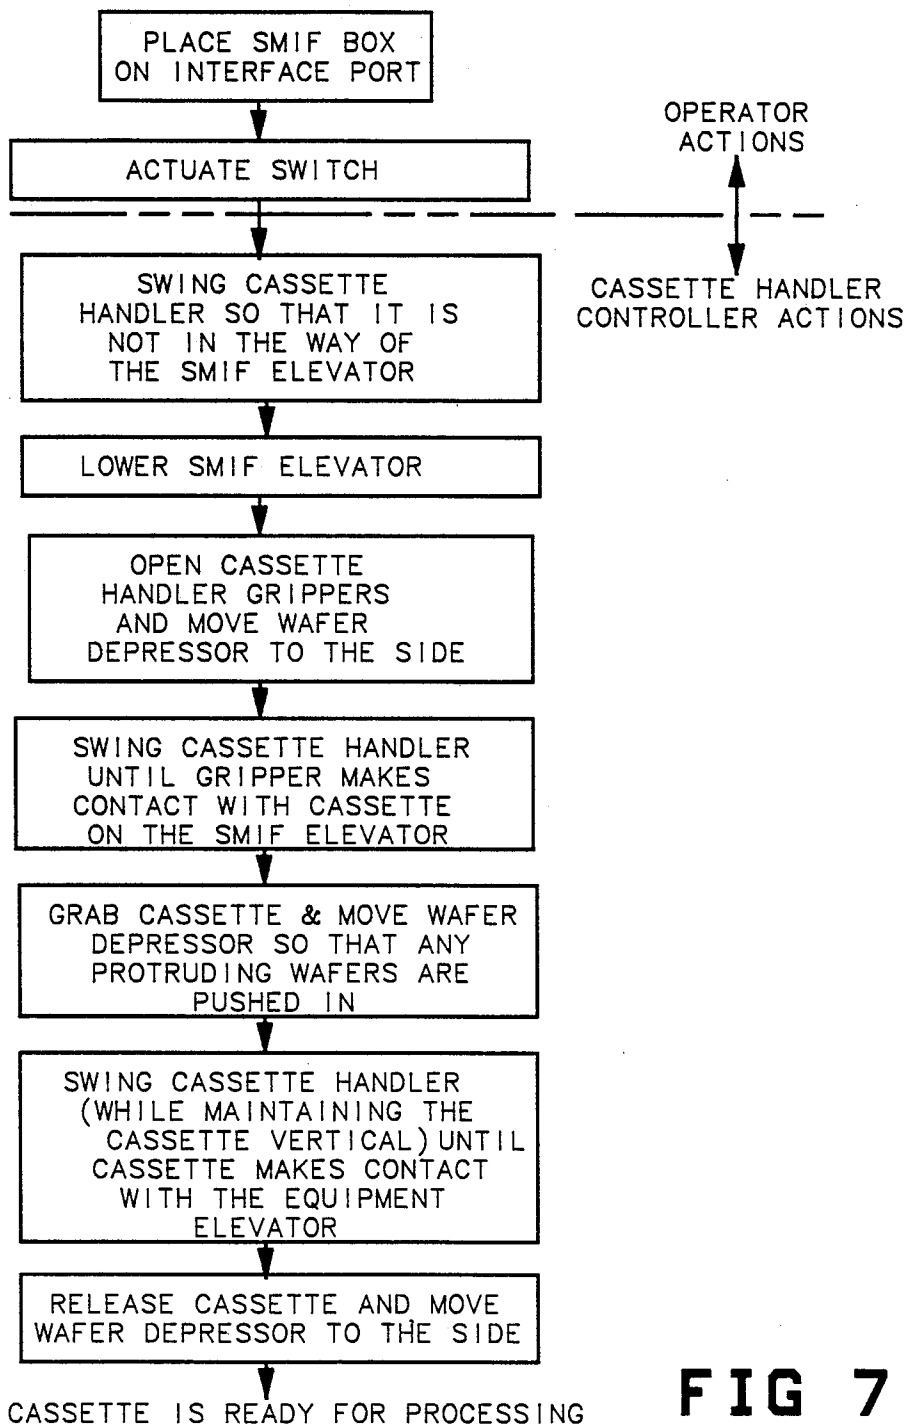 PLACE SMIF BOX
ON INTERFACE PORT
ACTUATE SWITCH
OPERATOR
ACTIONS
CASSETTE HANDLER
CONTROLLER ACTIONS
SWING CASSETTE
HANDLER SO THAT IT IS
NOT IN THE WAY OF
THE SMIF ELEVATOR
LOWER SMIF ELEVATOR
OPEN CASSETTE
HANDLER GRIPPERS
AND MOVE WAFER
DEPRESSOR TO THE SIDE
SWING CASSETTE HANDLER
UNTIL GRIPPER MAKES
CONTACT WITH CASSETTE
ON THE SMIF ELEVATOR
GRAB CASSETTE & MOVE WAFER
DEPRESSOR SO THAT ANY
PROTRUDING WAFERS ARE
PUSHED IN
SWING CASSETTE HANDLER
(WHILE MAINTAINING THE
CASSETTE VERTICAL) UNTIL
CASSETTE MAKES CONTACT
WITH THE EQUIPMENT
ELEVATOR
RELEASE CASSETTE AND MOVE
WAFER DEPRESSOR TO THE SIDE
CASSETTE IS READY FOR PROCESSING
FIG 7